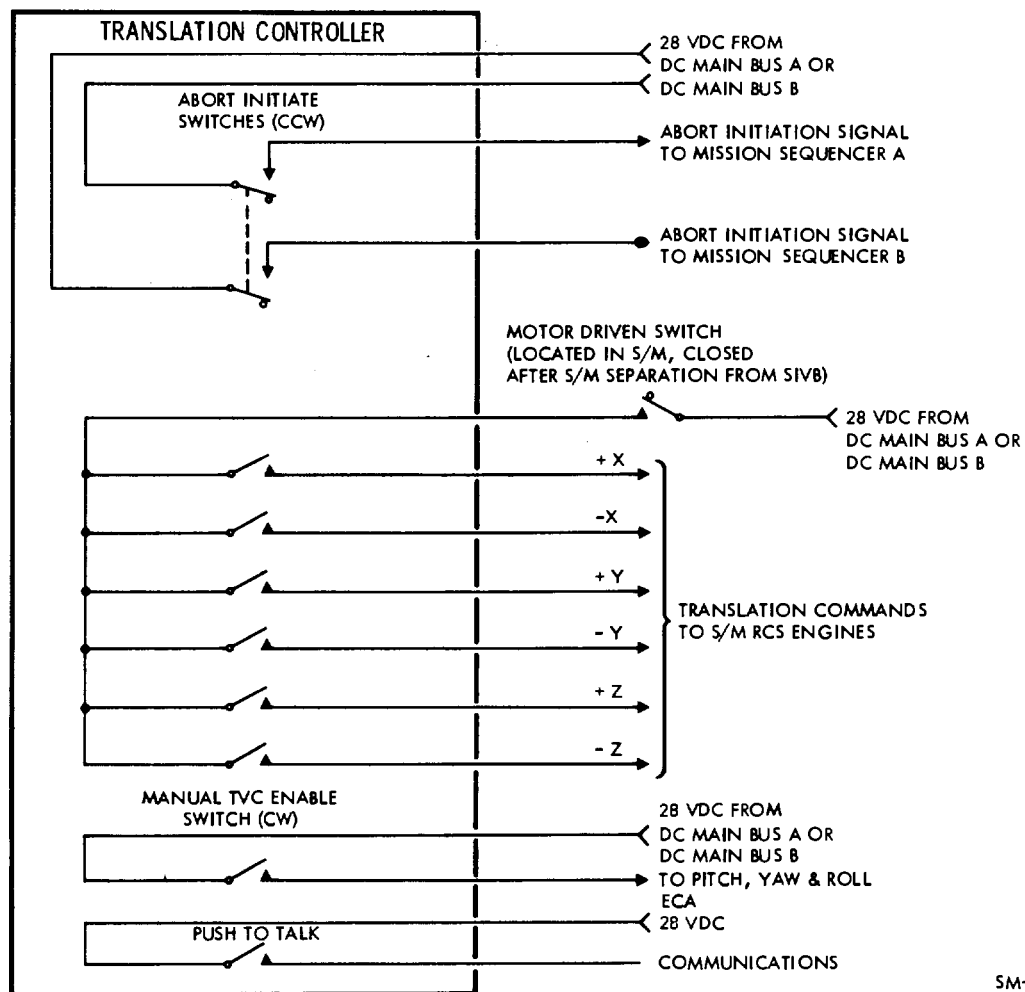 TRANSLATION CONTROLLER
28 VDC FROM
DC MAIN BUS A OR
DC MAIN BUS B
ABORT INITIATE
SWITCHES (CCW)
ABORT INITIATION SIGNAL
TO MISSION SEQUENCER A
ABORT INITIATION SIGNAL
TO MISSION SEQUENCER B
MOTOR DRIVEN SWITCH
(LOCATED IN S/M, CLOSED
AFTER S/M SEPARATION FROM SIVB)
28 VDC FROM
DC MAIN BUS A OR
DC MAIN BUS B
+ X
-X
+ Y
- Y
+ Z
- Z
TRANSLATION COMMANDS
TO S/M RCS ENGINES
MANUAL TVC ENABLE
SWITCH (CW)
28 VDC FROM
DC MAIN BUS A OR
DC MAIN BUS B
TO PITCH, YAW & ROLL
ECA
28 VDC
PUSH TO TALK
COMMUNICATIONS
SM-